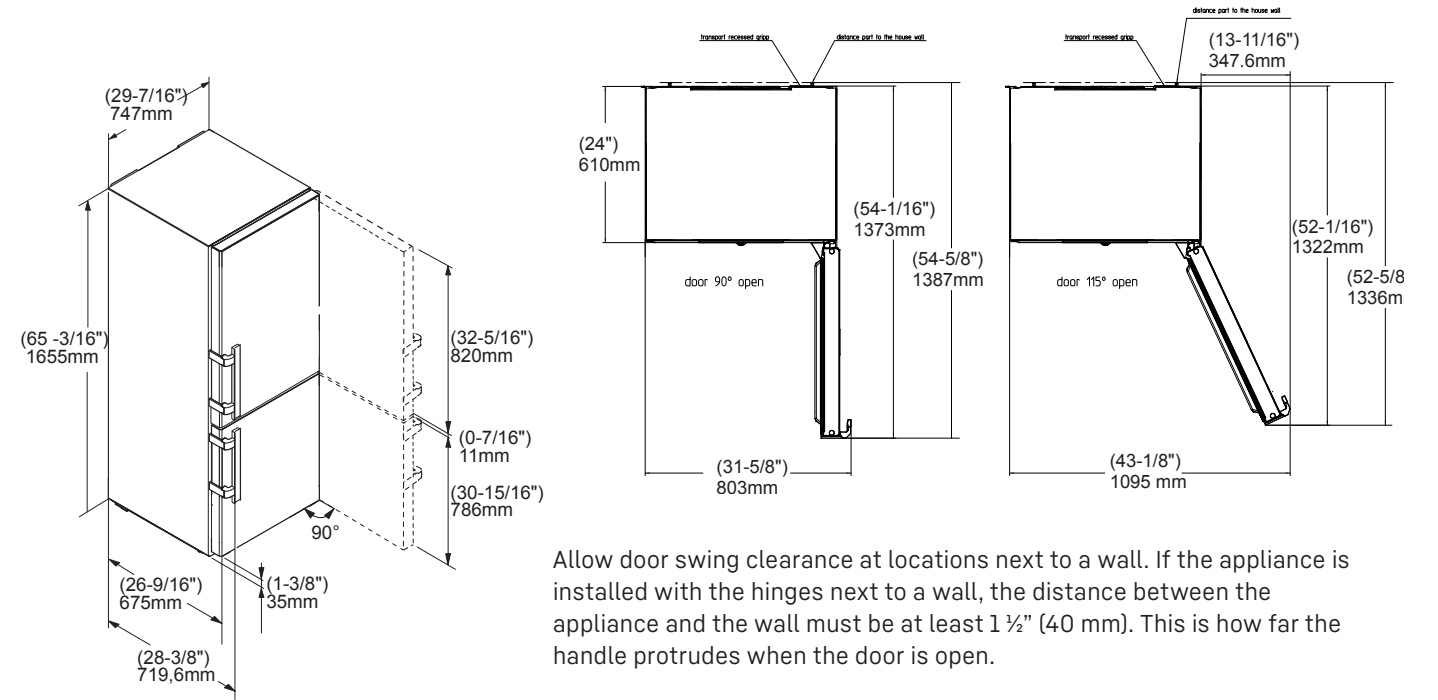 (29-7/16")
747mm
(65 -3/16")
1655mm
(32-5/16")
820mm
(0-7/16")
11mm
(30-15/16")
786mm
90°
(26-9/16")
675mm
(1-3/8")
35mm
(28-3/8")
719,6mm
transport recessed gripp
distance part to the house wall
(24")
610mm
(54-1/16")
1373mm
(54-5/8")
1387mm
door 90° open
(31-5/8")
803mm
distance part to the house wall
transport recessed gripp
(13-11/16")
347.6mm
(52-1/16")
1322mm
(52-5/8
1336m
door 115° open
(43-1/8")
1095 mm
Allow door swing clearance at locations next to a wall. If the appliance is
installed with the hinges next to a wall, the distance between the
appliance and the wall must be at least 1 ½” (40 mm). This is how far the
handle protrudes when the door is open.